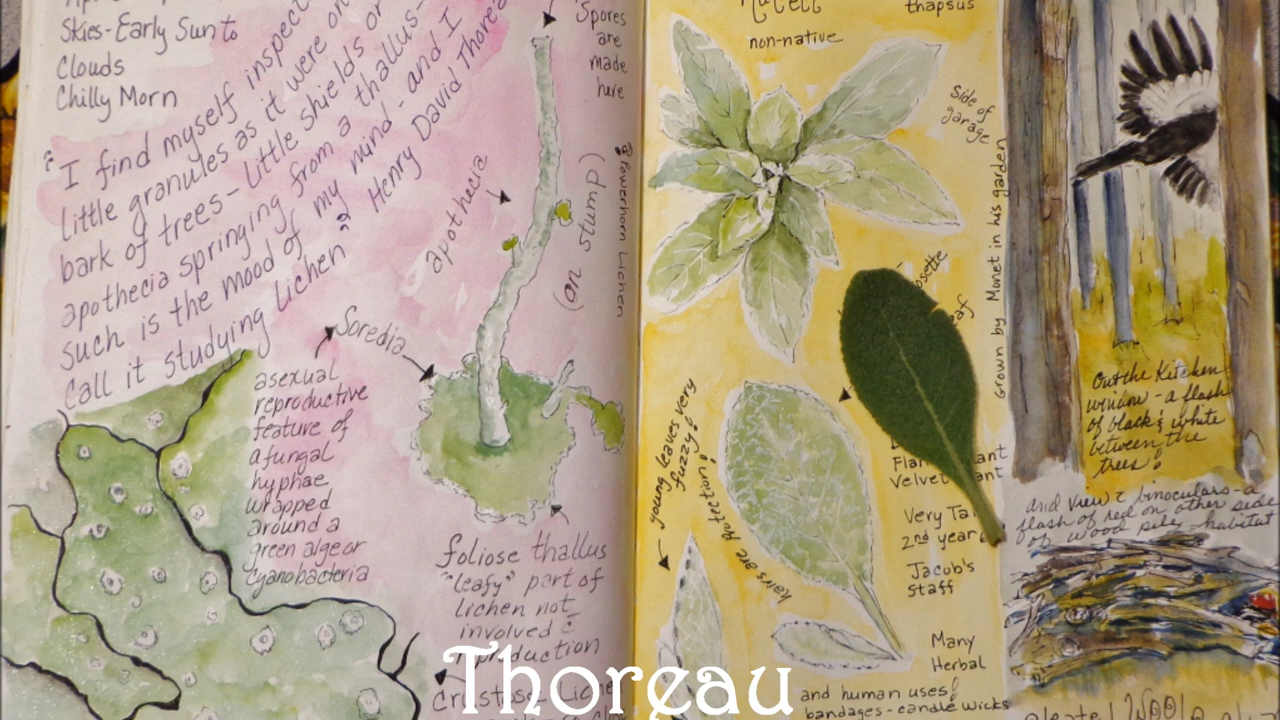 Skies-Early Sun to
Clouds
Chilly Morn
"I find myself inspecting
little granules as it were on
bark of trees - little shields or
apothecia springing from a thallus-
such is the mood of my mind - and I
call it studying lichen"
Henry David Thoreau
Spores
are
made
here
apothecia
(on stump)
Powderhorn Lichen
Soredia
asexual
reproductive
feature of
a fungal
hyphae
wrapped
around a
green algae or
cyanobacteria
foliose thallus
"leafy" part of
lichen not
involved c̄
reproduction
Crustose Lichen
thapsus
non-native
side of
garage
Grown by Monet in his garden
leaf
young leaves very
fuzzy!
hairs are protection!
Very
2nd year
Jacob's
Staff
Many
Herbal
and human uses!
bandages - candle wicks
Out the Kitchen
window - a flash
of black & white
between the
trees!
and view c̄ binoculars - a
flash of red on other side
of wood pile - habitat
Thoreau